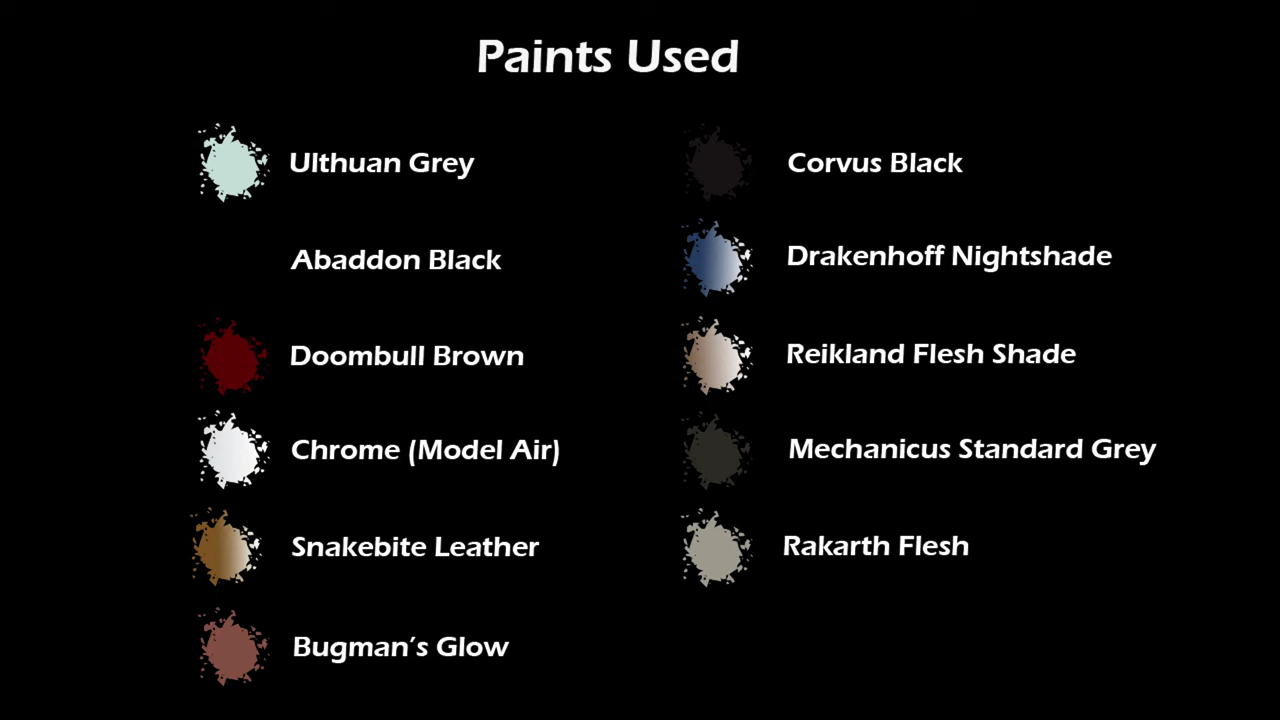 Paints Used
Ulthuan Grey
Abaddon Black
Doombull Brown
Chrome (Model Air)
Snakebite Leather
Bugman’s Glow
Corvus Black
Drakenhoff Nightshade
Reikland Flesh Shade
Mechanicus Standard Grey
Rakarth Flesh